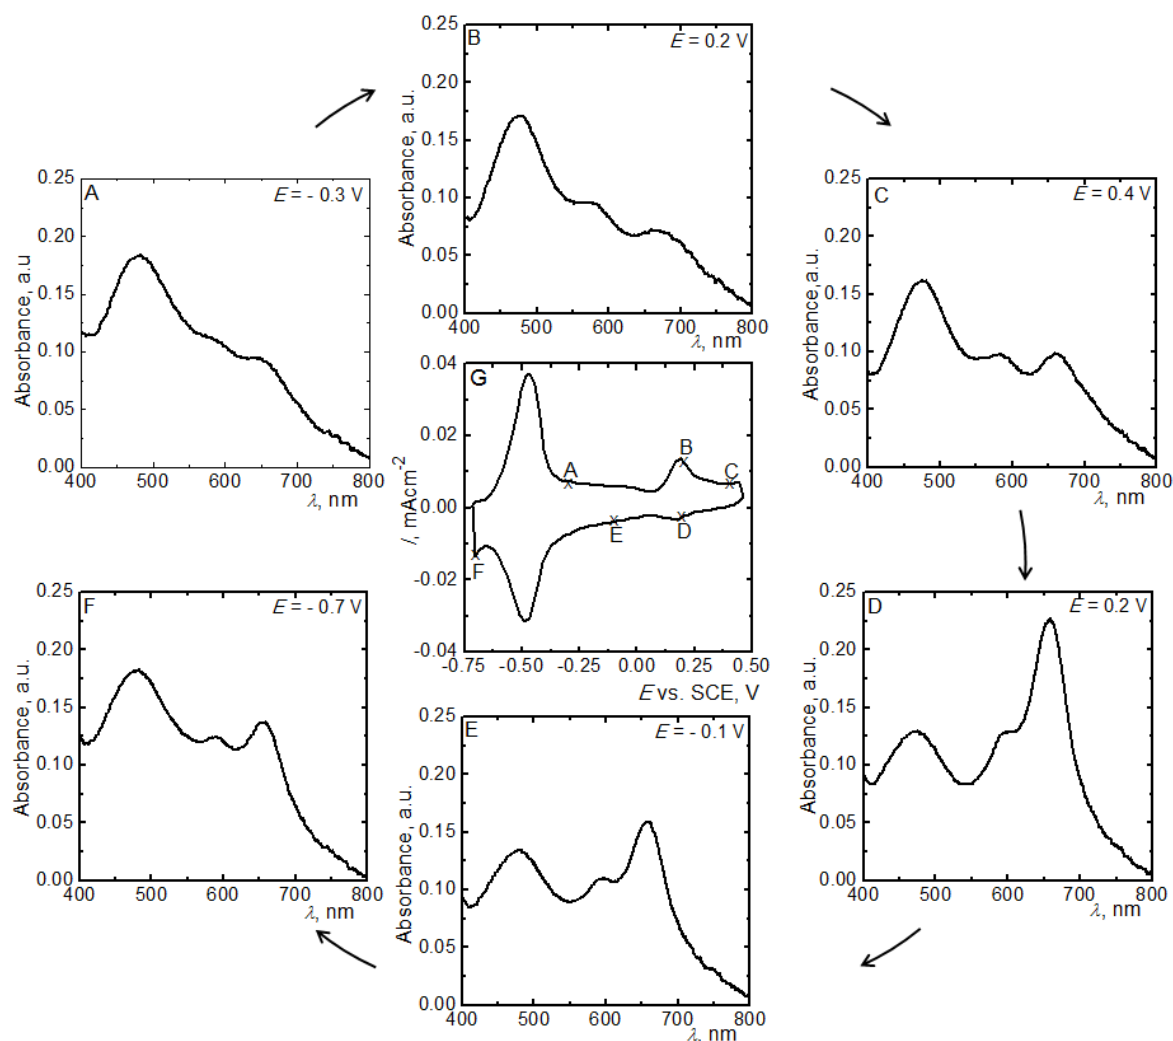 B
E = 0.2 V
0.25
0.20
0.15
0.10
0.05
0.00
Absorbance, a.u.
400 500 600 700 800
λ, nm
A
E = - 0.3 V
0.25
0.20
0.15
0.10
0.05
0.00
Absorbance, a.u
400 500 600 700 800
λ, nm
C
E = 0.4 V
0.25
0.20
0.15
0.10
0.05
0.00
Absorbance,a.u.
400 500 600 700 800
λ, nm
G
0.04
0.02
0.00
-0.02
-0.04
I, mAcm-2
A
B
C
D
E
F
-0.75 -0.50 -0.25 0.00 0.25 0.50
E vs. SCE, V
F
E = - 0.7 V
0.25
0.20
0.15
0.10
0.05
0.00
Absorbance, a.u.
400 500 600 700 800
λ, nm
D
E = 0.2 V
0.25
0.20
0.15
0.10
0.05
0.00
Absorbance, a.u.
400 500 600 700 800
λ, nm
E
E = - 0.1 V
0.25
0.20
0.15
0.10
0.05
0.00
Absorbance, a.u.
400 500 600 700 800
λ, nm